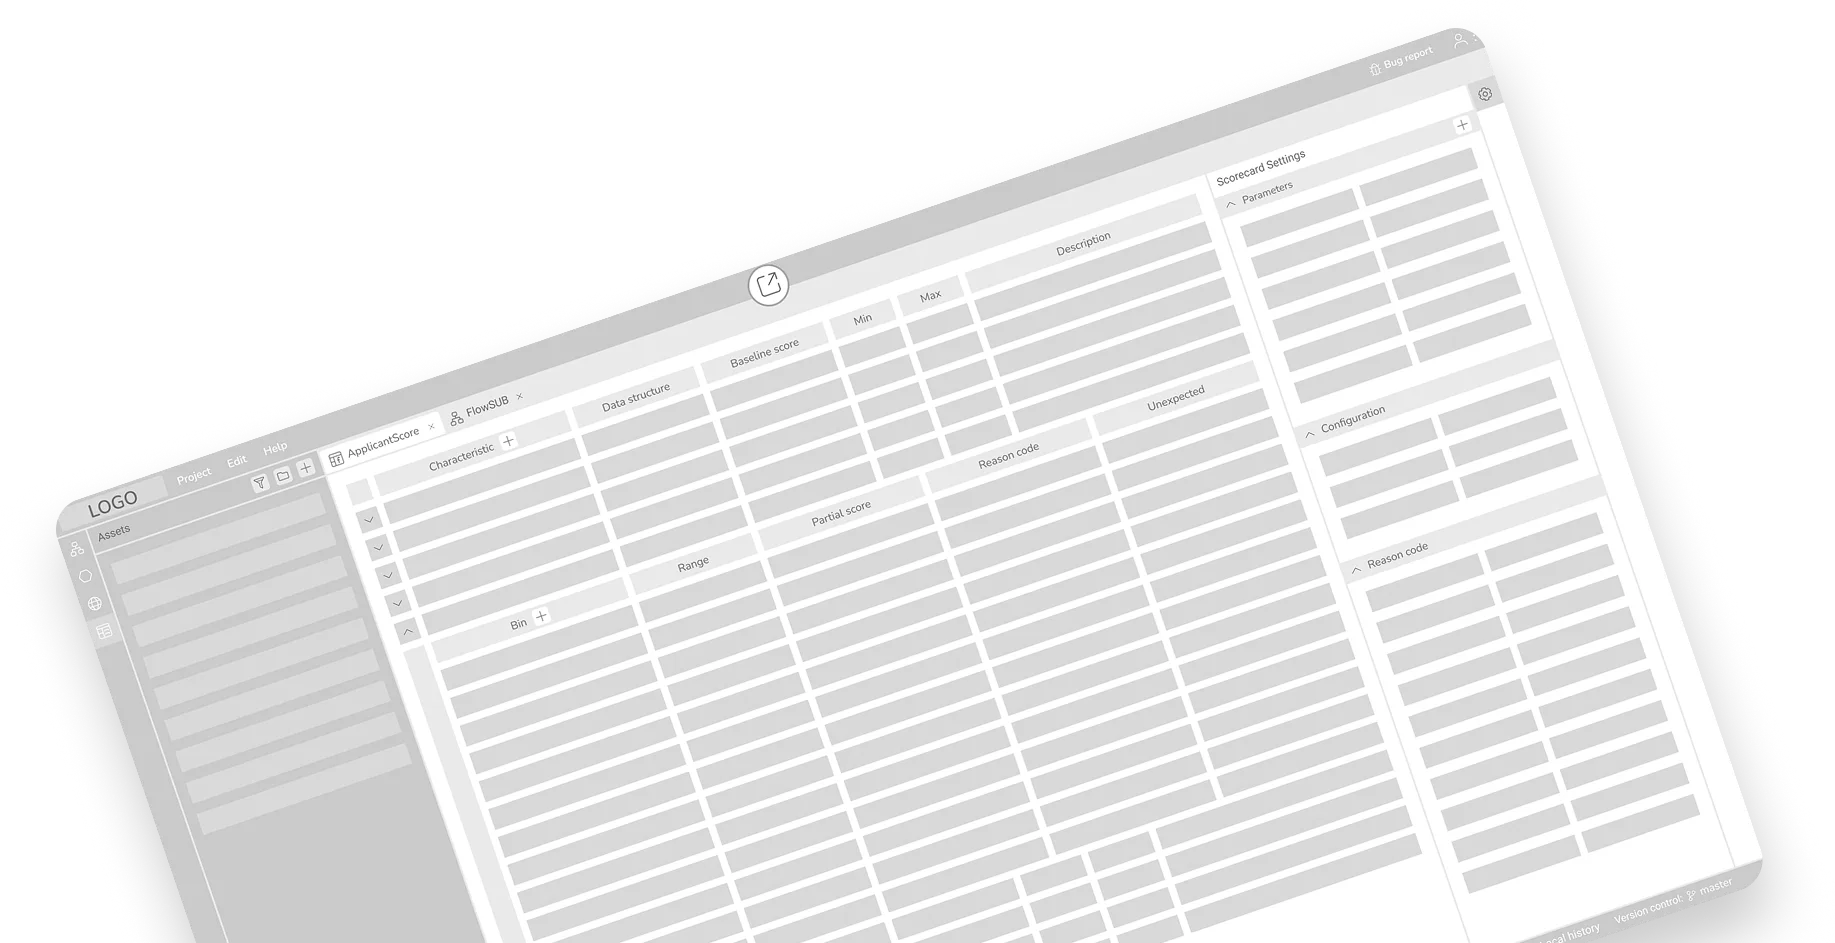 Bug report
LOGO
Project
Edit
Help
Assets
ApplicantScore
FlowSUB
Characteristic
Data structure
Baseline score
Min
Max
Description
Bin
Range
Partial score
Reason code
Unexpected
Scorecard Settings
Parameters
Configuration
Reason code
history
Version control:
master